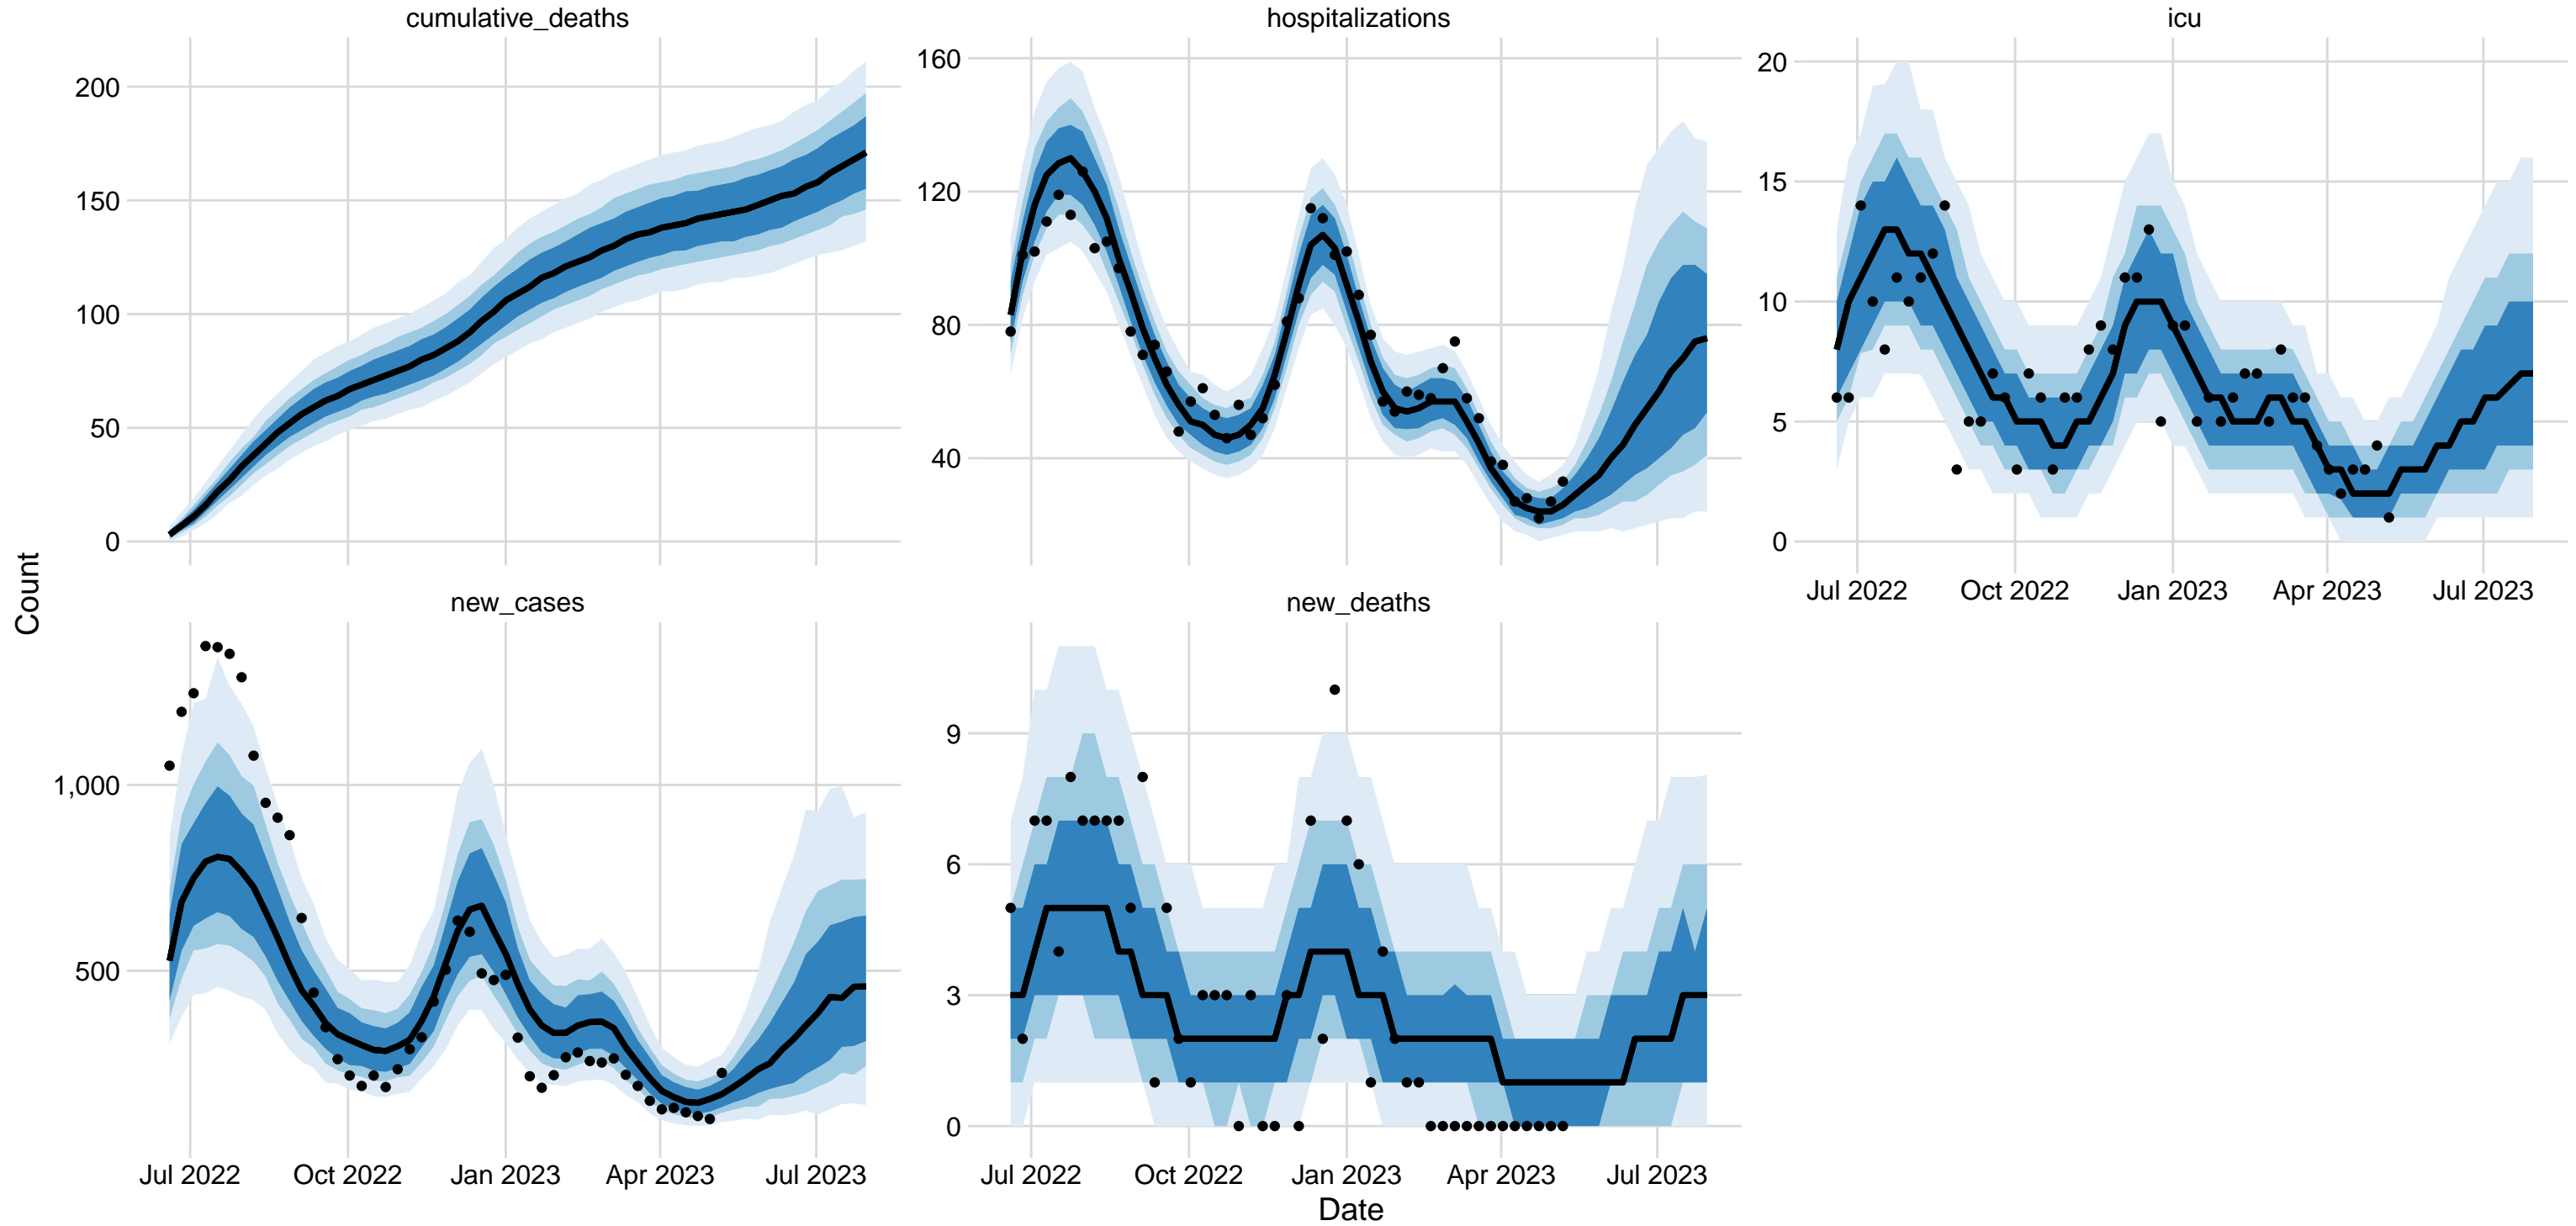 cumulative_deaths
hospitalizations
icu
200
150
100
50
0
160
120
80
40
20
15
10
5
0
Jul 2022 Oct 2022 Jan 2023 Apr 2023 Jul 2023
Count
new_cases
new_deaths
1,000
500
9
6
3
0
Jul 2022 Oct 2022 Jan 2023 Apr 2023 Jul 2023
Jul 2022 Oct 2022 Jan 2023 Apr 2023 Jul 2023
Date